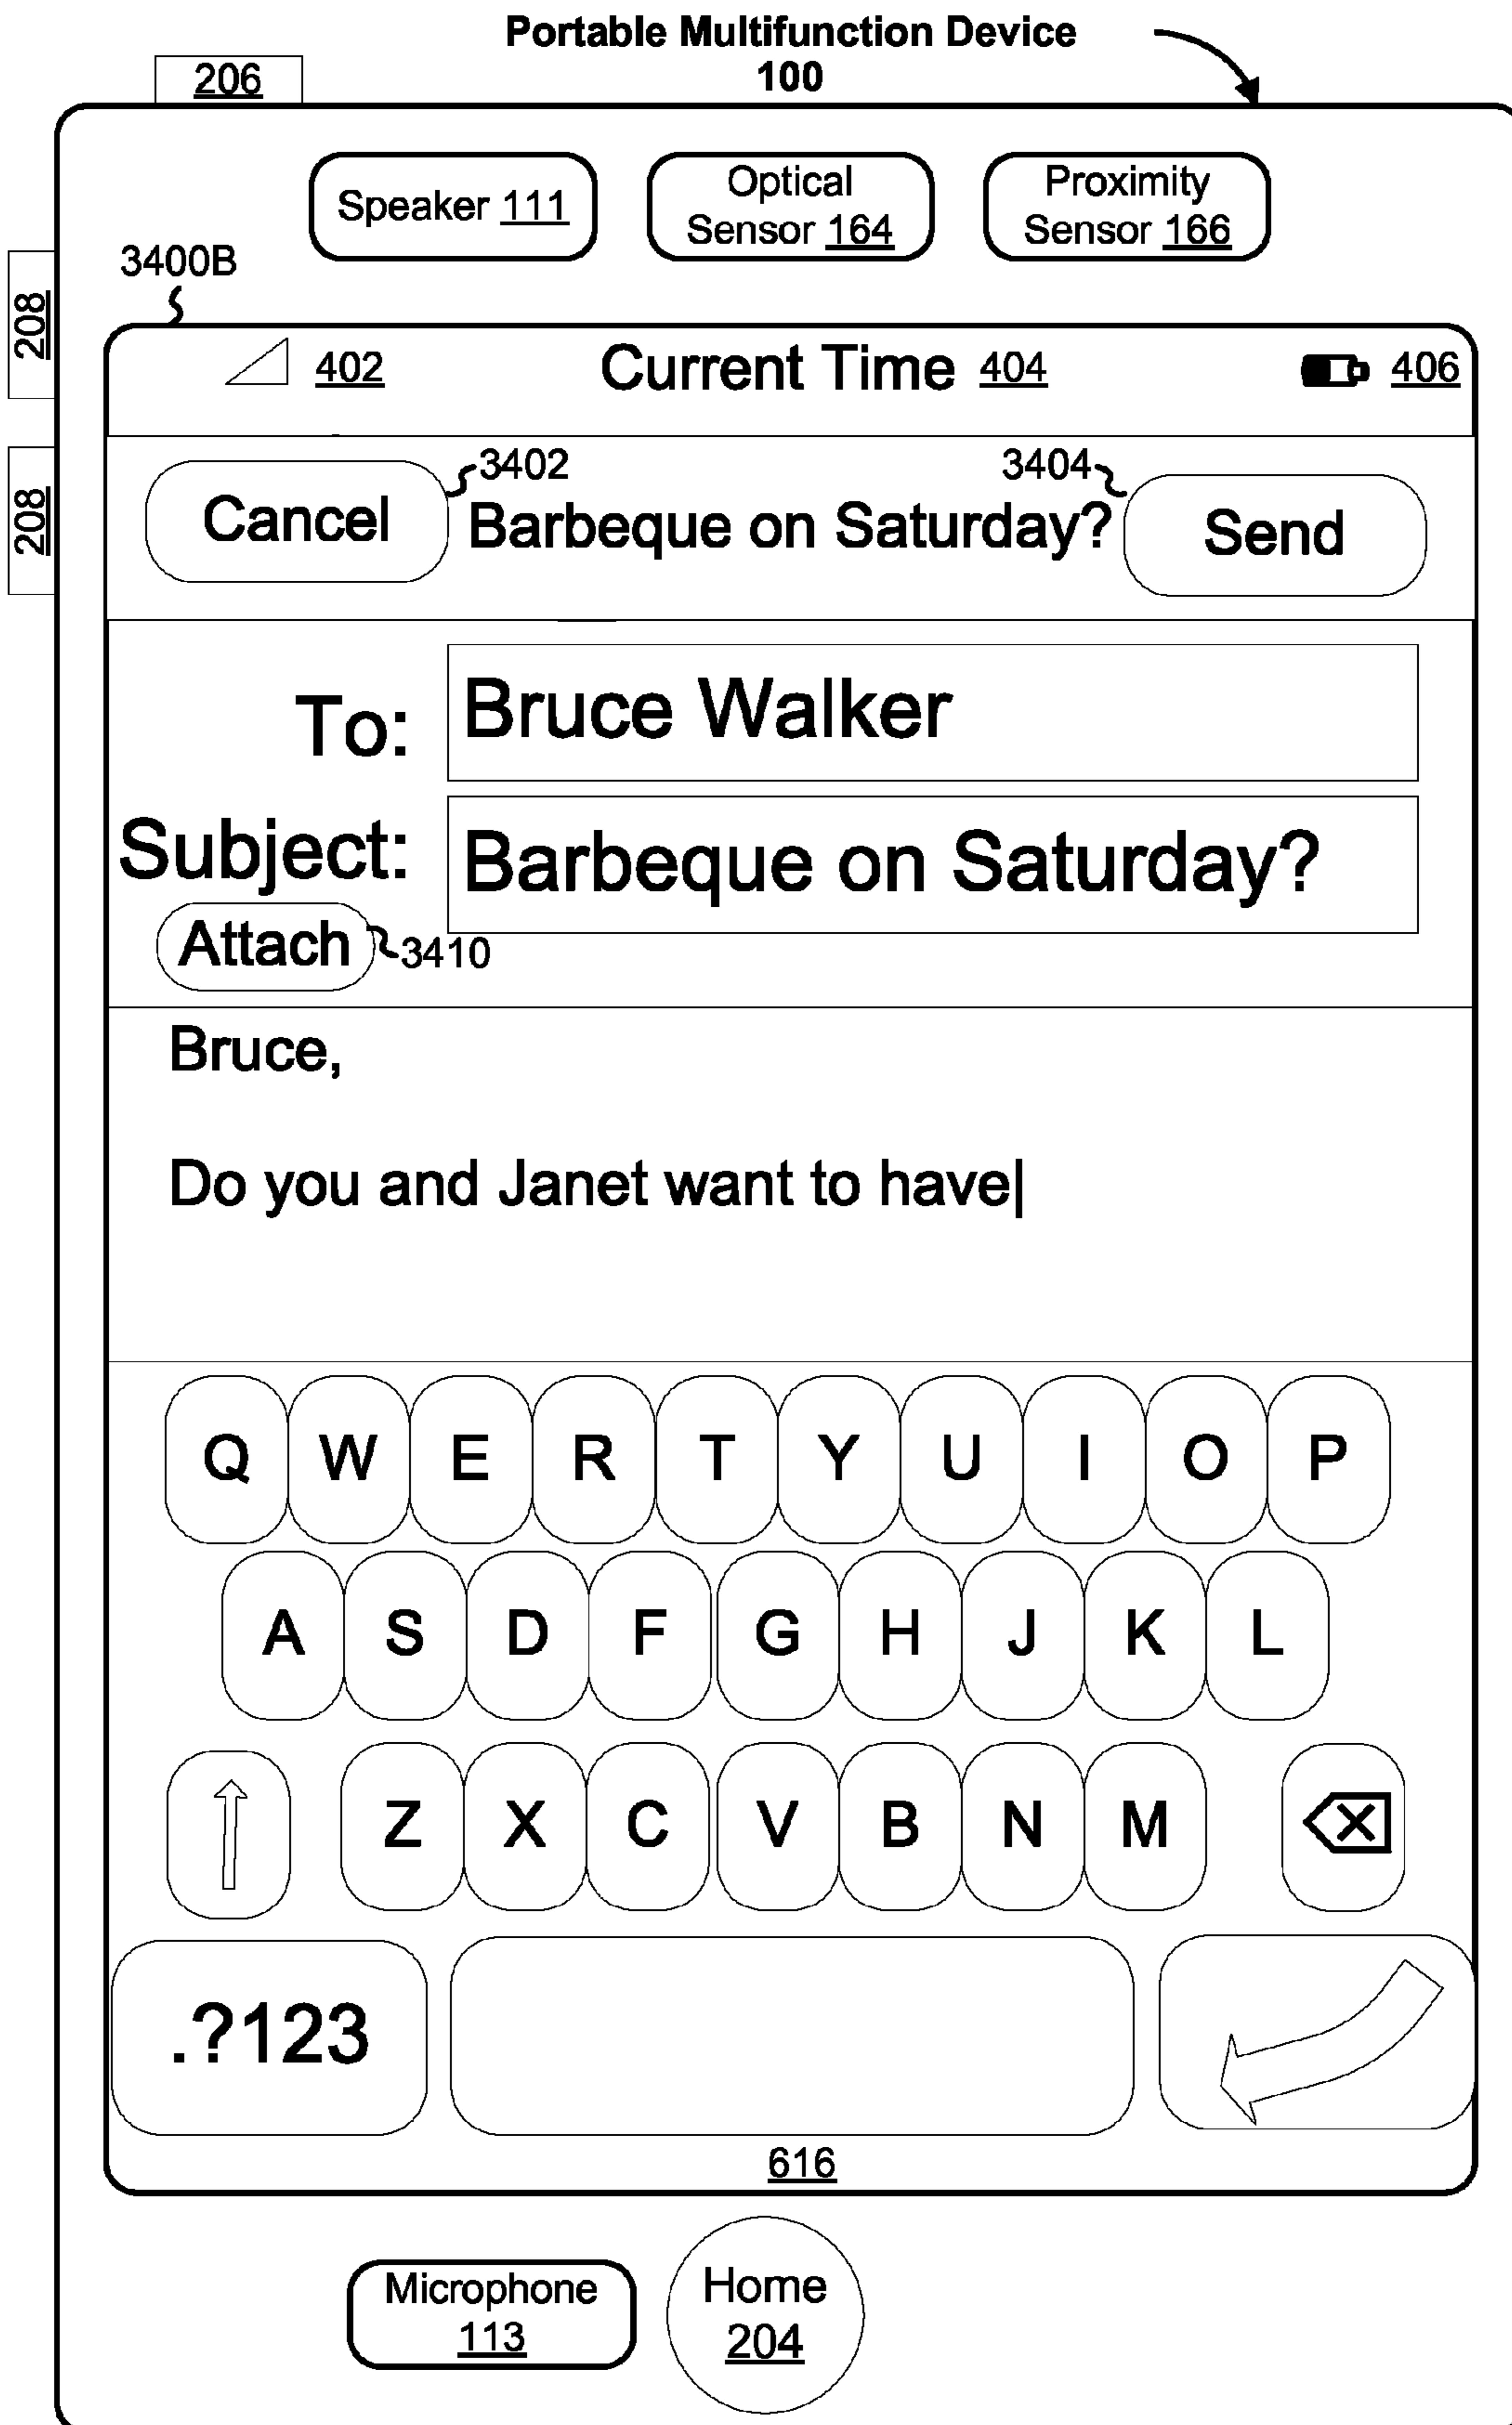 Portable Multifunction Device
100
206
Speaker 111
Optical
Sensor 164
Proximity
Sensor 166
3400B
208
208
402
Current Time 404
406
3402
3404
Cancel
Barbeque on Saturday?
Send
To:
Bruce Walker
Subject:
Barbeque on Saturday?
Attach
3410
Bruce,
Do you and Janet want to have
Q W E R T Y U I O P
A S D F G H J K L
Z X C V B N M
.?123
616
Microphone
113
Home
204